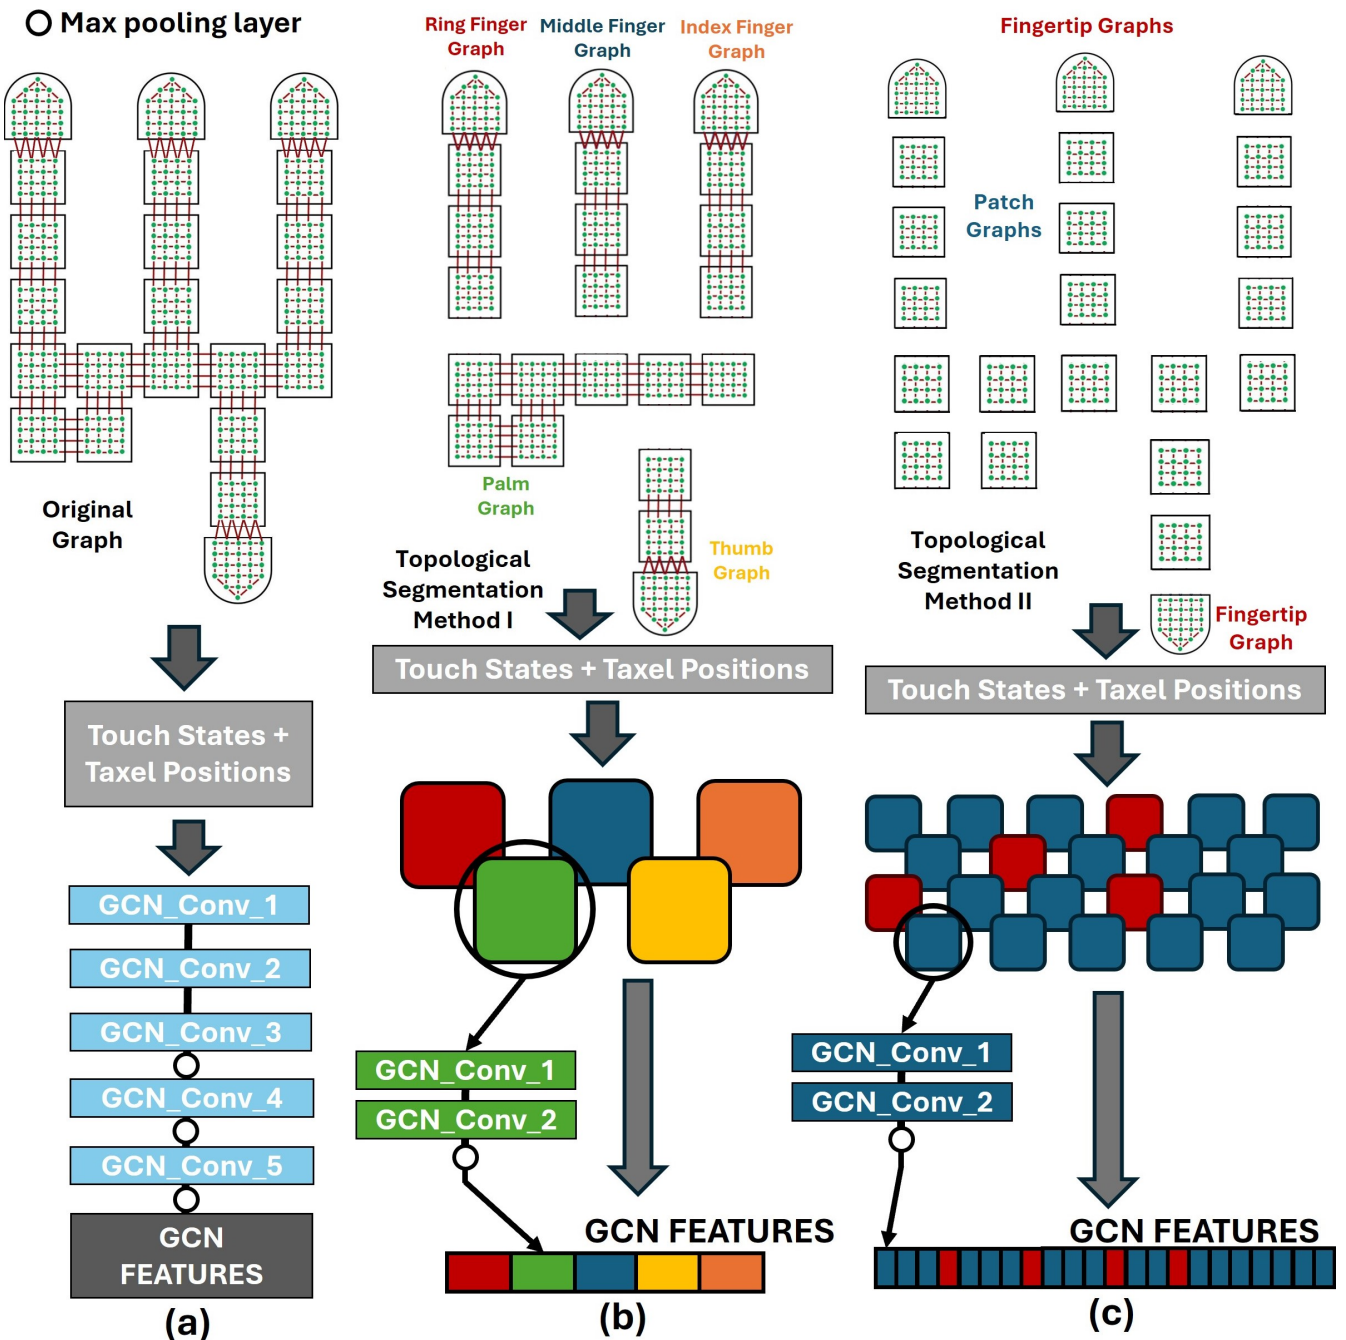 Max pooling layer
Original
Graph
Touch States +
Taxel Positions
GCN_Conv_1
GCN_Conv_2
GCN_Conv_3
GCN_Conv_4
GCN_Conv_5
GCN
FEATURES
(a)
Ring Finger
Graph
Middle Finger
Graph
Index Finger
Graph
Palm
Graph
Thumb
Graph
Topological
Segmentation
Method I
Touch States + Taxel Positions
GCN_Conv_1
GCN_Conv_2
GCN FEATURES
(b)
Fingertip Graphs
Patch
Graphs
Topological
Segmentation
Method II
Fingertip
Graph
Touch States + Taxel Positions
GCN_Conv_1
GCN_Conv_2
GCN FEATURES
(c)